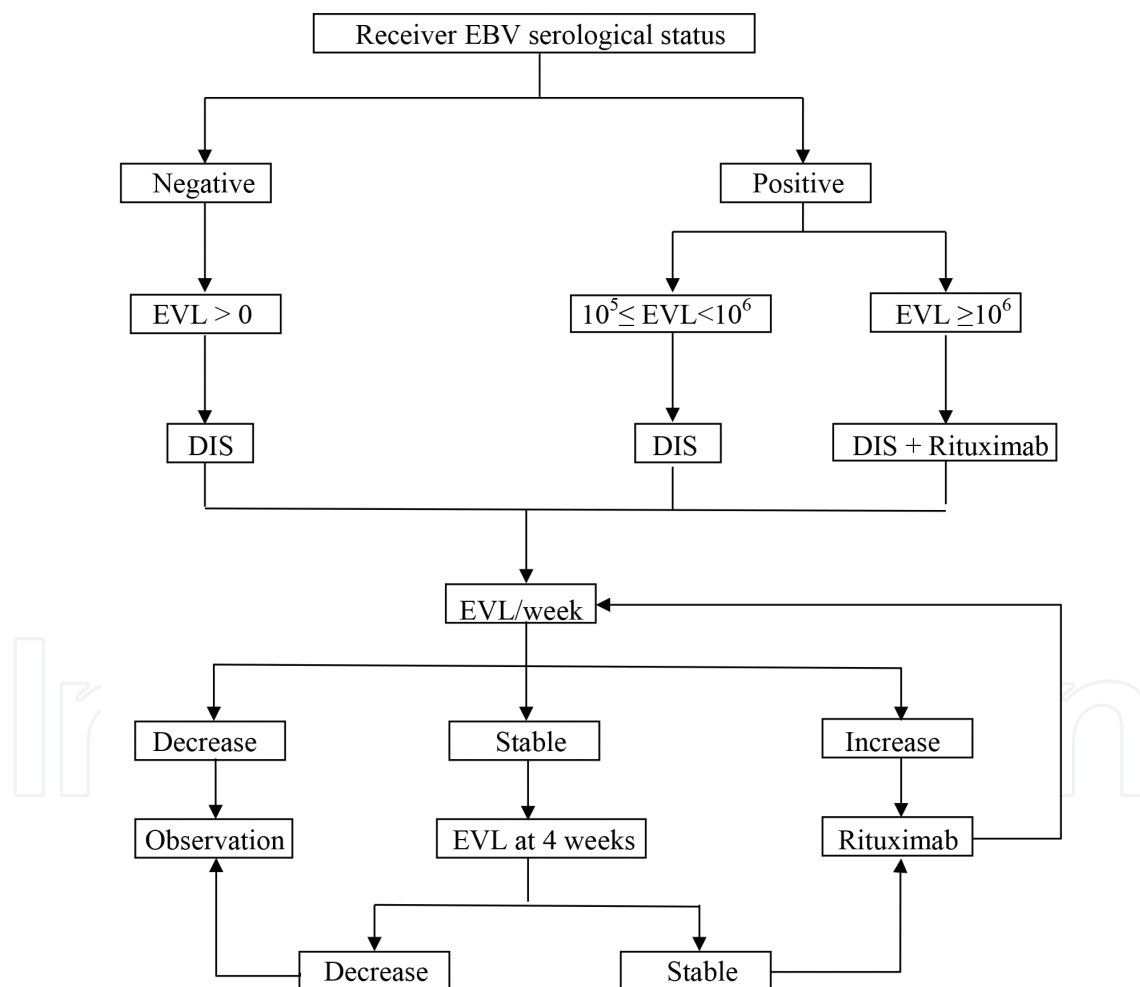 Receiver EBV serological status
Negative
Positive
EVL > 0
10⁵≤ EVL<10⁶
EVL ≥10⁶
DIS
DIS
DIS + Rituximab
EVL/week
Decrease
Stable
Increase
Observation
EVL at 4 weeks
Rituximab
Decrease
Stable